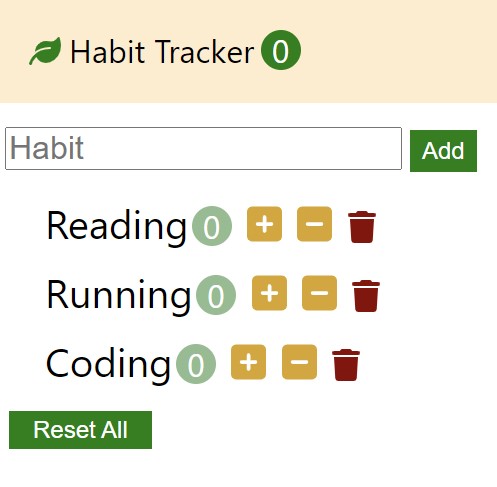 Habit Tracker 0
Habit Add
Reading 0 + −
Running 0 + −
Coding 0 + −
Reset All